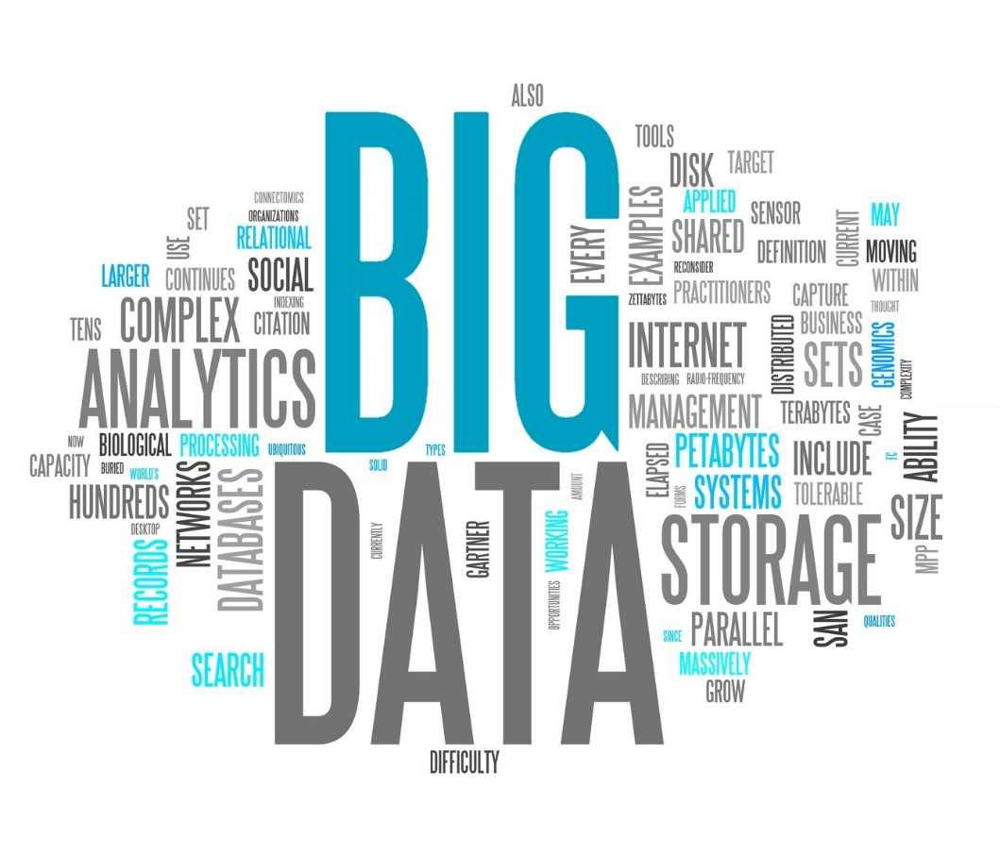 ALSO
BIG
DATA
TOOLS
DISK
TARGET
APPLIED
SENSOR
MAY
EXAMPLES
SHARED
EVERY
DEFINITION
CURRENT
MOVING
RECONSIDER
WITHIN
ZETTABYTES
PRACTITIONERS
CAPTURE
THOUGHT
BUSINESS
INTERNET
DISTRIBUTED
SETS
GENOMICS
COMPLEXITY
DESCRIBING
RADIO-FREQUENCY
MANAGEMENT
TERABYTES
CASE
ABILITY
PETABYTES
INCLUDE
FC
ELAPSED
FORMS
SYSTEMS
TOLERABLE
SIZE
STORAGE
MPP
SAN
QUALITIES
SINCE
PARALLEL
MASSIVELY
GROW
CONNECTOMICS
SET
ORGANIZATIONS
USE
RELATIONAL
LARGER
CONTINUES
SOCIAL
INDEXING
TENS
COMPLEX
CITATION
ANALYTICS
NOW
BIOLOGICAL
PROCESSING
UBIQUITOUS
CAPACITY
BURIED
WORLD'S
HUNDREDS
NETWORKS
DATABASES
DESKTOP
RECORDS
SEARCH
SOLID
TYPES
CURRENTLY
GARTNER
AMOUNT
WORKING
OPPORTUNITIES
DIFFICULTY